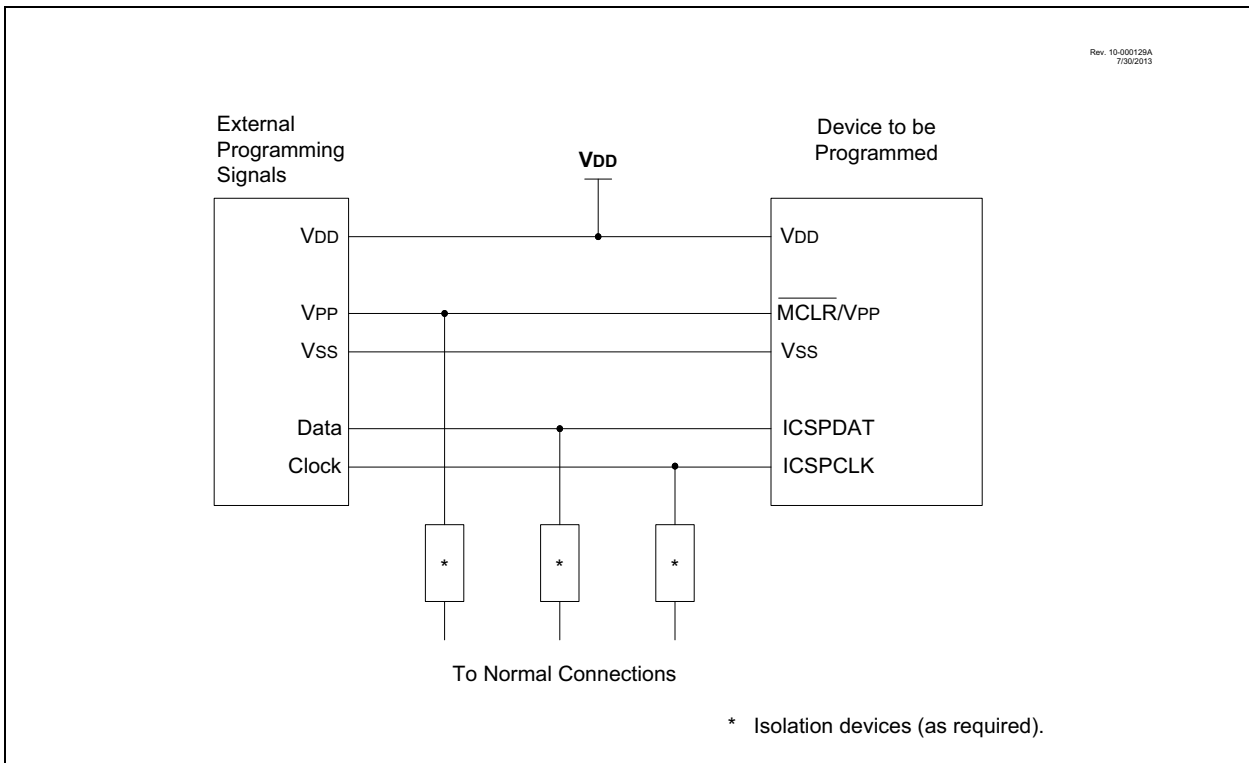 Rev. 10-000129A
7/30/2013
External
Programming
Signals
VDD
Device to be
Programmed
VDD
VDD
VPP
MCLR/VPP
VSS
VSS
Data
ICSPDAT
Clock
ICSPCLK
*
*
*
To Normal Connections
* Isolation devices (as required).